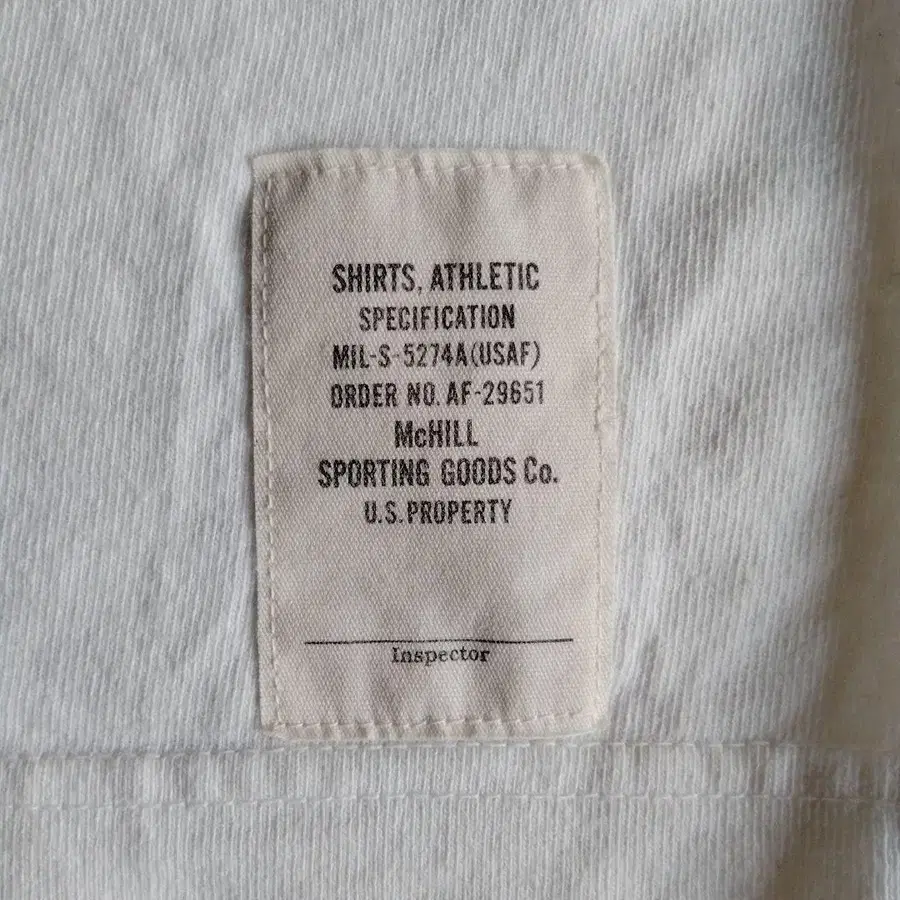 SHIRTS, ATHLETIC
SPECIFICATION
MIL-S-5274A(USAF)
ORDER NO. AF-29651
McHILL
SPORTING GOODS Co.
U.S. PROPERTY
Inspector